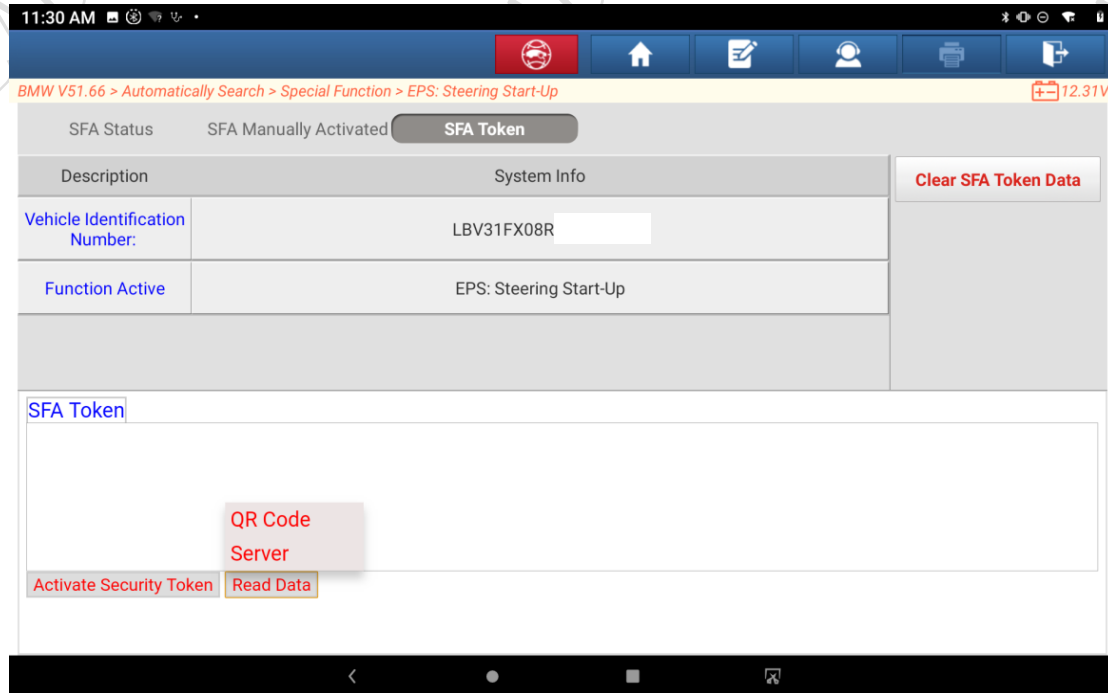 11:30 AM
BMW V51.66 > Automatically Search > Special Function > EPS: Steering Start-Up
12.31V
SFA Status SFA Manually Activated SFA Token
Description System Info
Clear SFA Token Data
Vehicle Identification
Number:
LBV31FX08R
Function Active EPS: Steering Start-Up
SFA Token
QR Code
Server
Activate Security Token Read Data